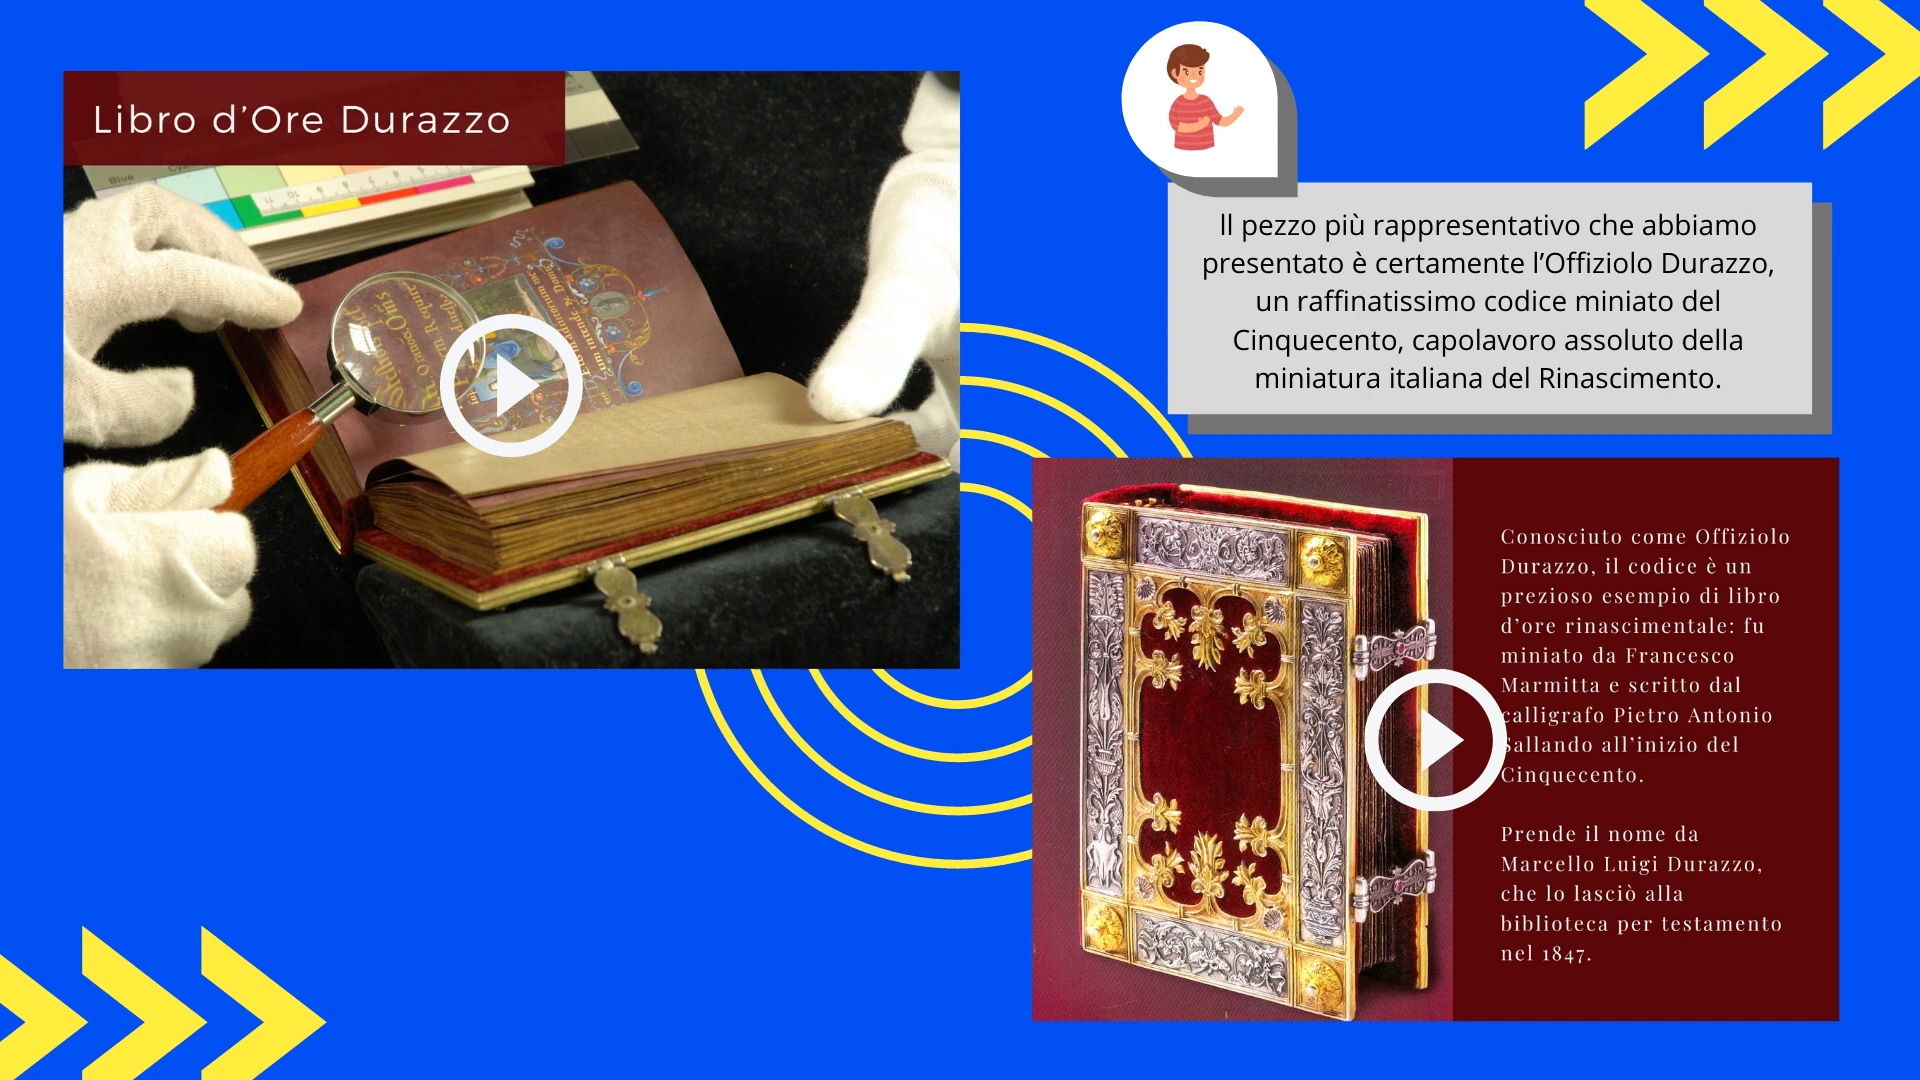 Libro d’Ore Durazzo
Blue
Il pezzo più rappresentativo che abbiamo
presentato è certamente l’Offiziolo Durazzo,
un raffinatissimo codice miniato del
Cinquecento, capolavoro assoluto della
miniatura italiana del Rinascimento.
Conosciuto come Offiziolo
Durazzo, il codice è un
prezioso esempio di libro
d’ore rinascimentale: fu
miniato da Francesco
Marmitta e scritto dal
calligrafo Pietro Antonio
Sallando all’inizio del
Cinquecento.
Prende il nome da
Marcello Luigi Durazzo,
che lo lasciò alla
biblioteca per testamento
nel 1847.